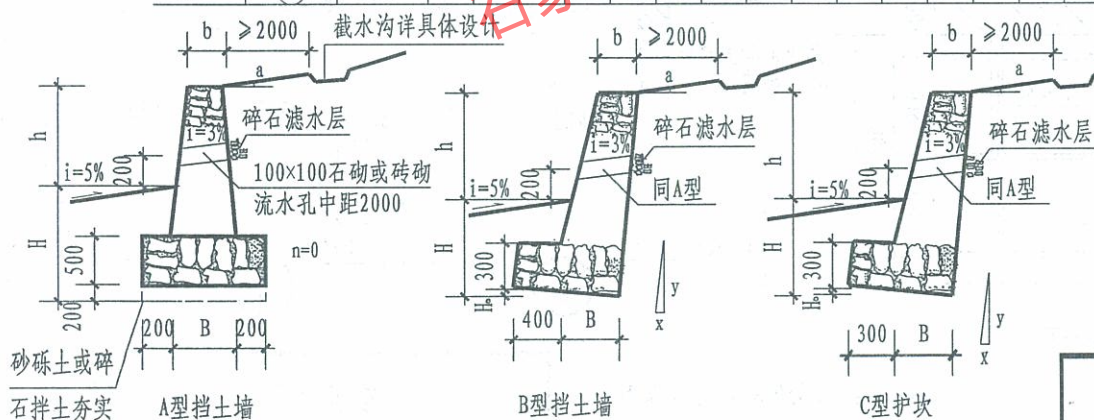 石家
b ≥2000 截水沟详具体设计
a
碎石滤水层
i=3%
h
200
i=5%
100×100石砌或砖砌
流水孔中距2000
H
500
n=0
200
200 B 200
砂砾土或碎
石拌土夯实
A型挡土墙
b ≥2000
a
碎石滤水层
i=3%
h
200
i=5%
同A型
H
300
H₀
y
x
400 B
B型挡土墙
b ≥2000
a
碎石滤水层
i=3%
h
200
i=5%
同A型
H
300
H₀
y
x
300 B
C型护坎